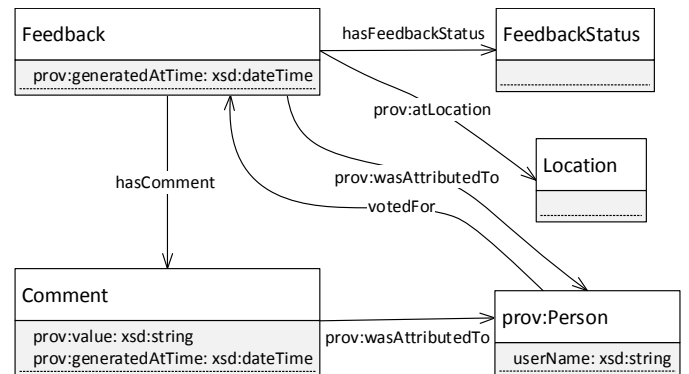 Feedback
prov:generatedAtTime: xsd:dateTime
hasFeedbackStatus
FeedbackStatus
prov:atLocation
Location
hasComment
prov:wasAttributedTo
votedFor
Comment
prov:value: xsd:string
prov:generatedAtTime: xsd:dateTime
prov:wasAttributedTo
prov:Person
userName: xsd:string